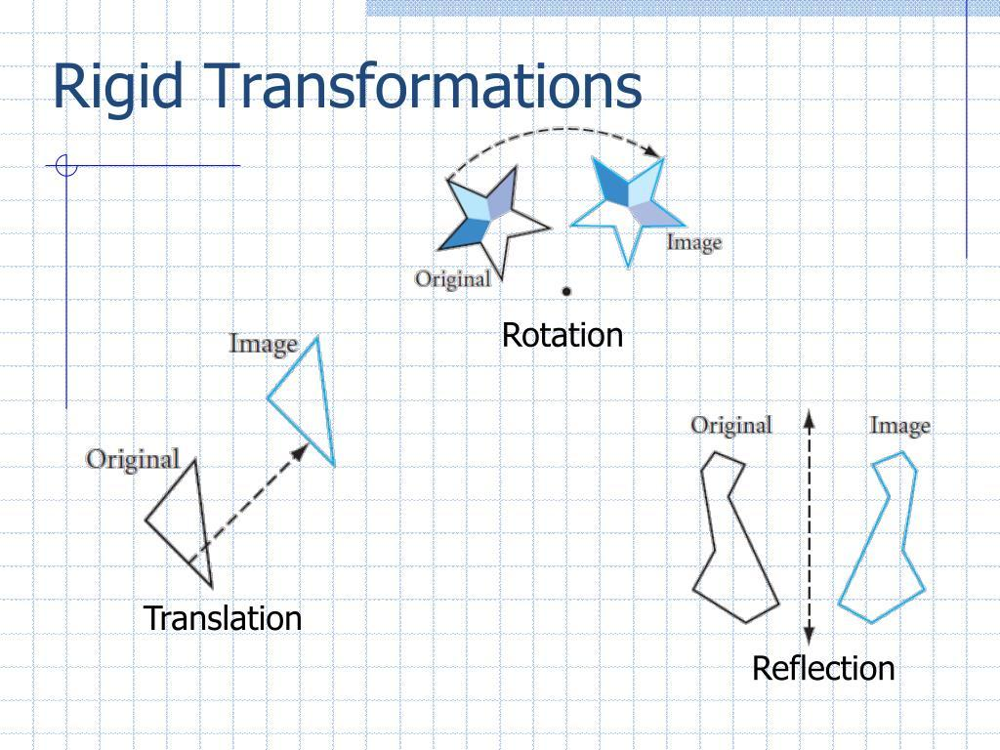 Rigid Transformations
Original
Image
Rotation
Image
Original
Translation
Original Image
Reflection